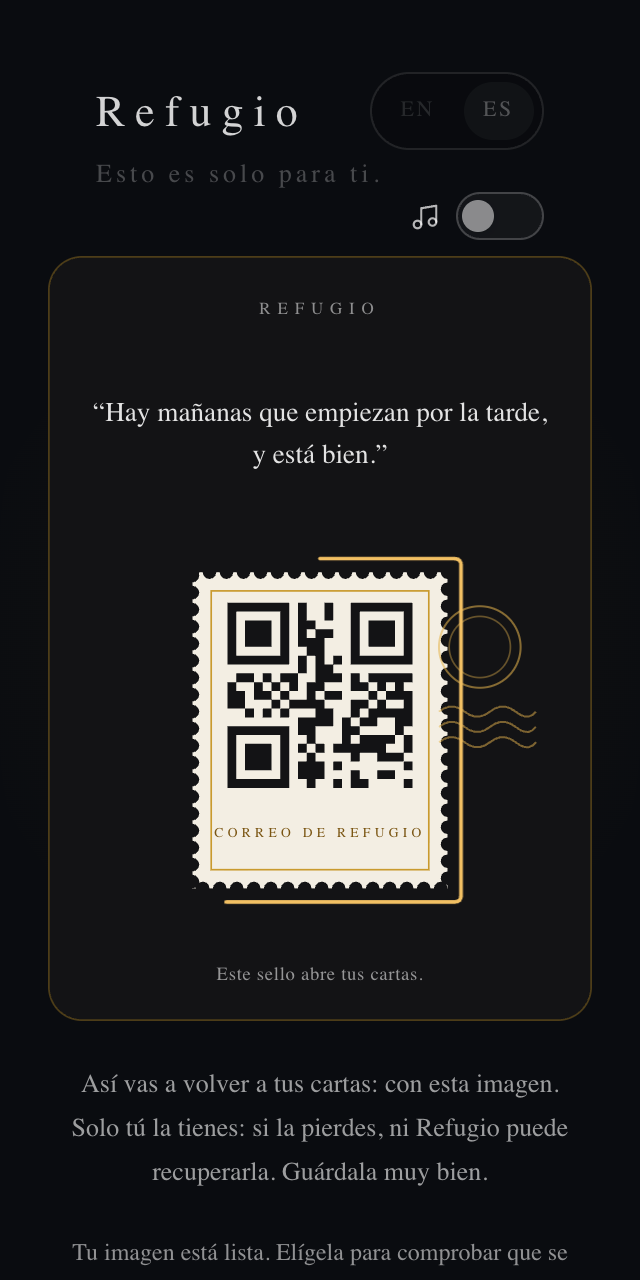 Refugio
EN ES
Esto es solo para ti.
REFUGIO
“Hay mañanas que empiezan por la tarde,
y está bien.”
CORREO DE REFUGIO
Este sello abre tus cartas.
Así vas a volver a tus cartas: con esta imagen.
Solo tú la tienes: si la pierdes, ni Refugio puede
recuperarla. Guárdala muy bien.
Tu imagen está lista. Elígela para comprobar que se